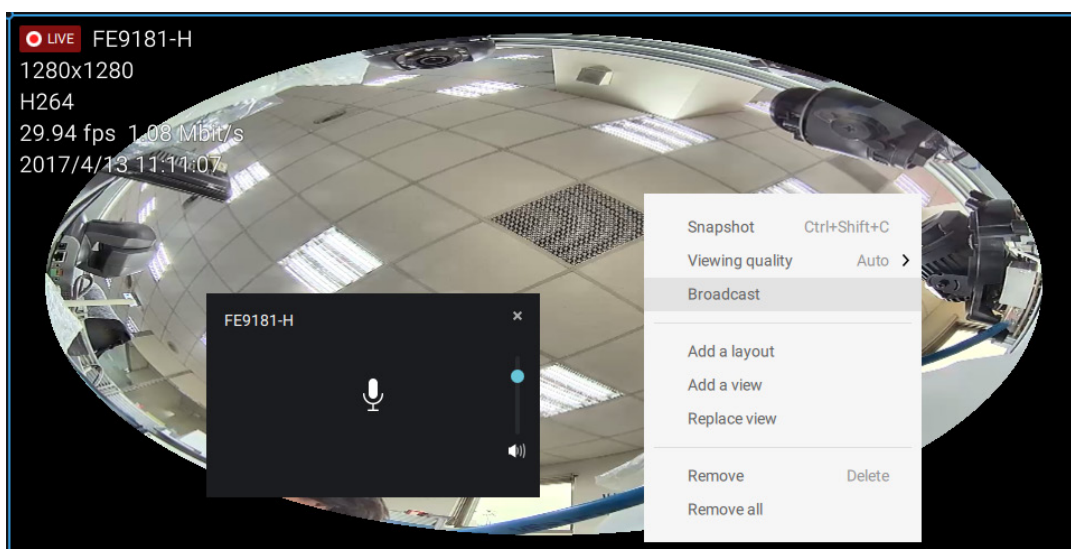 LIVE FE9181-H
1280x1280
H264
29.94 fps 1.08 Mbit/s
2017/4/13 11:11:07
Snapshot Ctrl+Shift+C
Viewing quality Auto
Broadcast
Add a layout
Add a view
Replace view
Remove Delete
Remove all
FE9181-H